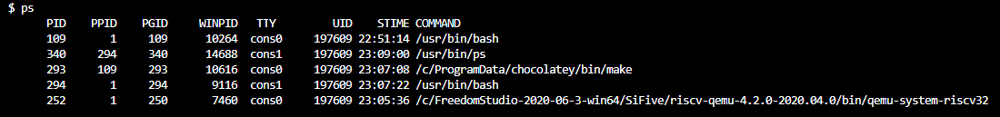 $ ps
PID PPID PGID WINPID TTY UID STIME COMMAND
109 1 109 10264 cons0 197609 22:51:14 /usr/bin/bash
340 294 340 14688 cons1 197609 23:09:00 /usr/bin/ps
293 109 293 10616 cons0 197609 23:07:08 /c/ProgramData/chocolatey/bin/make
294 1 294 9116 cons1 197609 23:07:22 /usr/bin/bash
252 1 250 7460 cons0 197609 23:05:36 /c/FreedomStudio-2020-06-3-win64/SiFive/riscv-qemu-4.2.0-2020.04.0/bin/qemu-system-riscv32